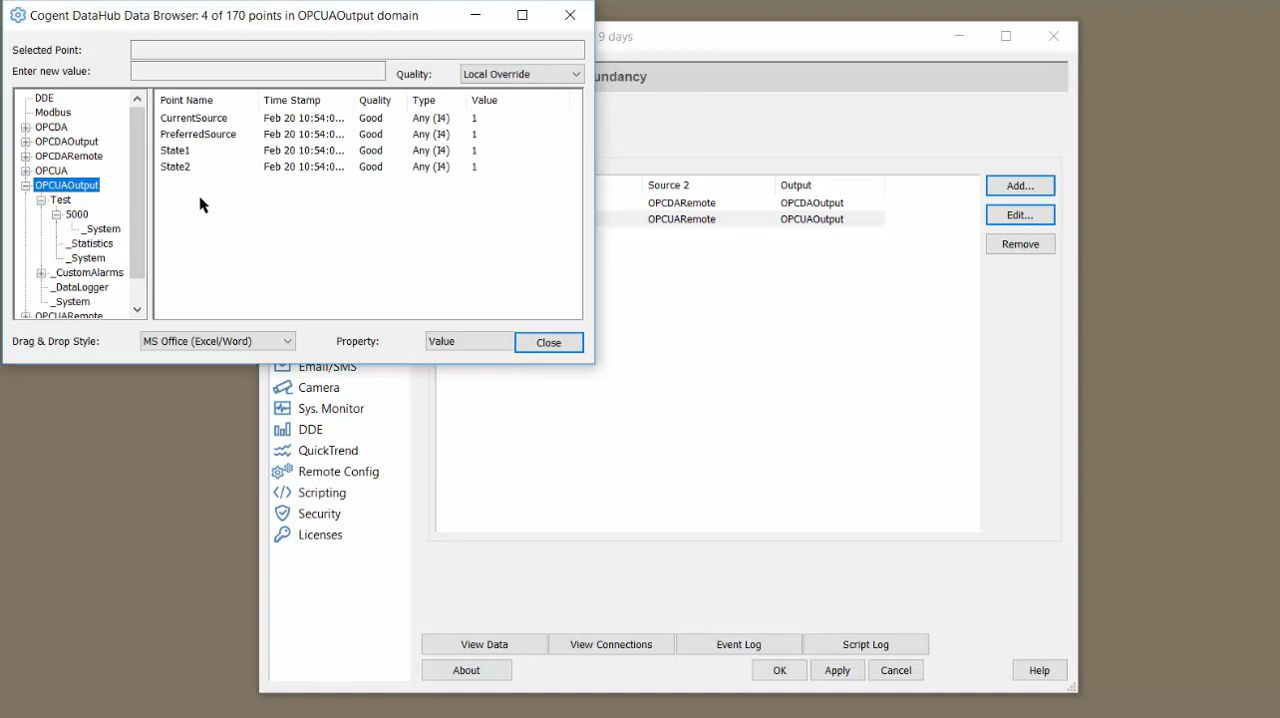 Cogent DataHub Data Browser: 4 of 170 points in OPCUAOutput domain
Selected Point:
Enter new value:
Quality: Local Override
DDE
Modbus
OPCDA
OPCDAOutput
OPCDARemote
OPCUA
OPCUAOutput
Test
5000
_System
_Statistics
_System
_CustomAlarms
_DataLogger
_System
OPCUARemote
Point Name Time Stamp Quality Type Value
CurrentSource Feb 20 10:54:0... Good Any (I4) 1
PreferredSource Feb 20 10:54:0... Good Any (I4) 1
State1 Feb 20 10:54:0... Good Any (I4) 1
State2 Feb 20 10:54:0... Good Any (I4) 1
Drag & Drop Style: MS Office (Excel/Word) Property: Value Close
9 days
undancy
Source 2 Output
OPCDARemote OPCDAOutput
OPCUARemote OPCUAOutput
Add...
Edit...
Remove
Email/SMS
Camera
Sys. Monitor
DDE
QuickTrend
Remote Config
Scripting
Security
Licenses
View Data View Connections Event Log Script Log
About OK Apply Cancel Help